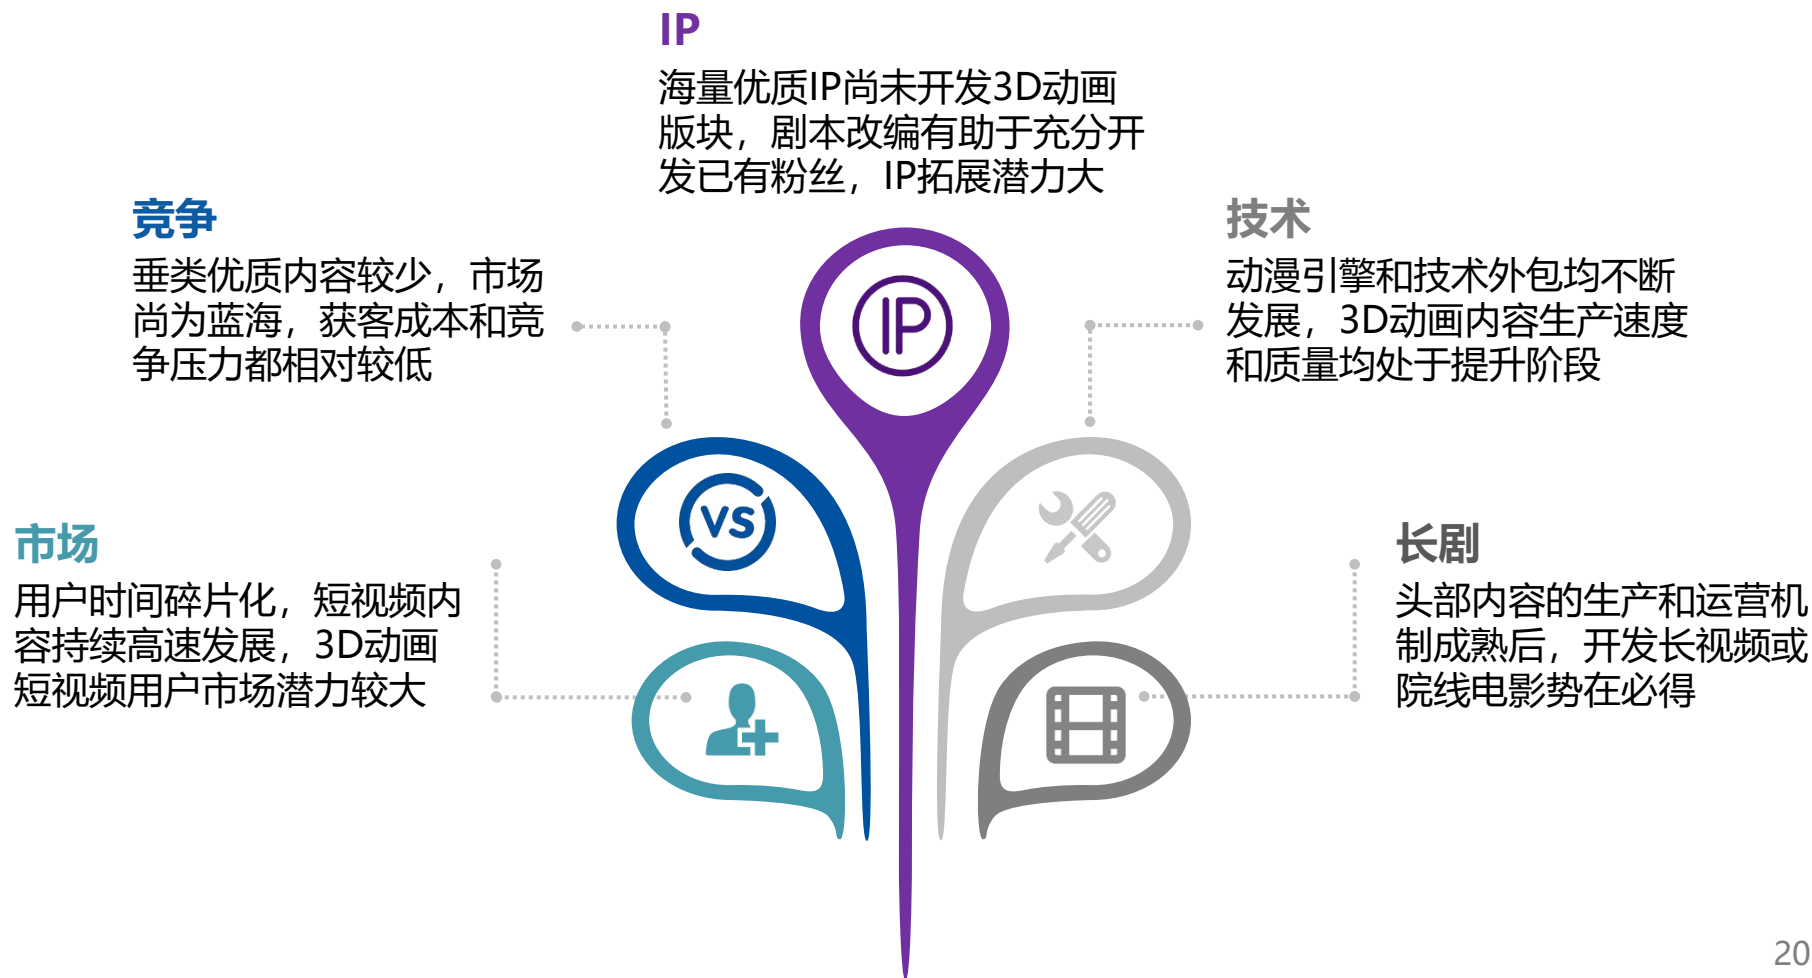 IP
海量优质IP尚未开发3D动画
版块，剧本改编有助于充分开
发已有粉丝，IP拓展潜力大
竞争
垂类优质内容较少，市场
尚为蓝海，获客成本和竞
争压力都相对较低
技术
动漫引擎和技术外包均不断
发展，3D动画内容生产速度
和质量均处于提升阶段
IP
VS
市场
用户时间碎片化，短视频内
容持续高速发展，3D动画
短视频用户市场潜力较大
长剧
头部内容的生产和运营机
制成熟后，开发长视频或
院线电影势在必得
20